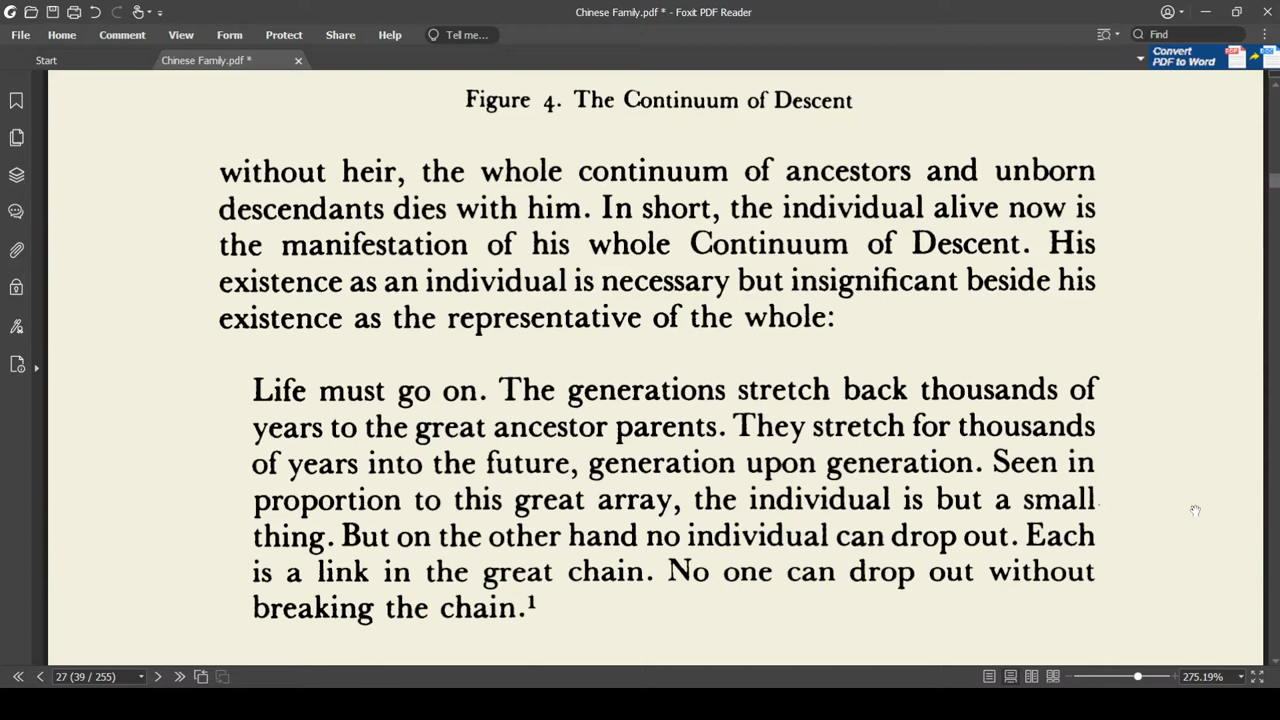 Chinese Family.pdf * - Foxit PDF Reader
File Home Comment View Form Protect Share Help Tell me... Find
Start Chinese Family.pdf * Convert
PDF to Word
Figure 4. The Continuum of Descent
without heir, the whole continuum of ancestors and unborn
descendants dies with him. In short, the individual alive now is
the manifestation of his whole Continuum of Descent. His
existence as an individual is necessary but insignificant beside his
existence as the representative of the whole:
Life must go on. The generations stretch back thousands of
years to the great ancestor parents. They stretch for thousands
of years into the future, generation upon generation. Seen in
proportion to this great array, the individual is but a small
thing. But on the other hand no individual can drop out. Each
is a link in the great chain. No one can drop out without
breaking the chain.¹
27 (39 / 255) 275.19%